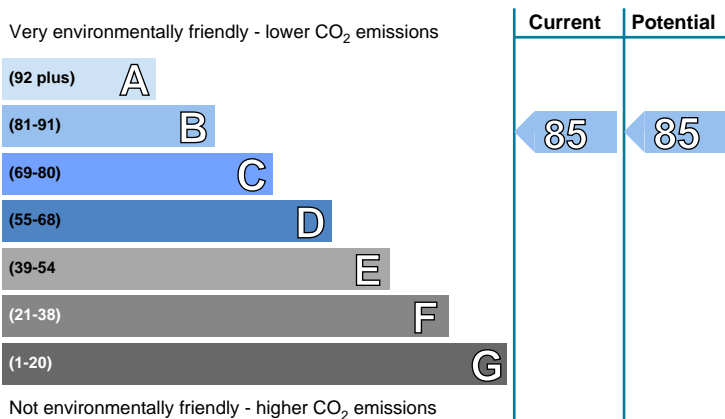 Very environmentally friendly - lower CO2 emissions
Current Potential
(92 plus) A
(81-91) B
85 85
(69-80) C
(55-68) D
(39-54 E
(21-38) F
(1-20) G
Not environmentally friendly - higher CO2 emissions